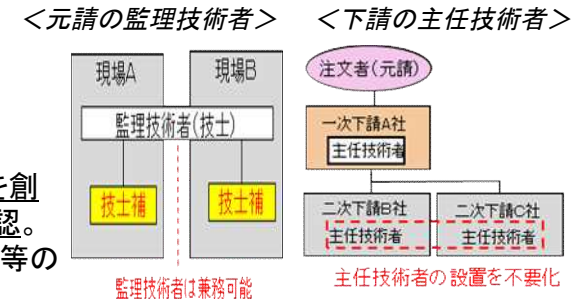 ＜元請の監理技術者＞
＜下請の主任技術者＞
を創
認。
等の
現場A
現場B
監理技術者(技士)
技士補
技士補
監理技術者は兼務可能
注文者(元請)
一次下請A社
主任技術者
二次下請B社
主任技術者
二次下請C社
主任技術者
主任技術者の設置を不要化